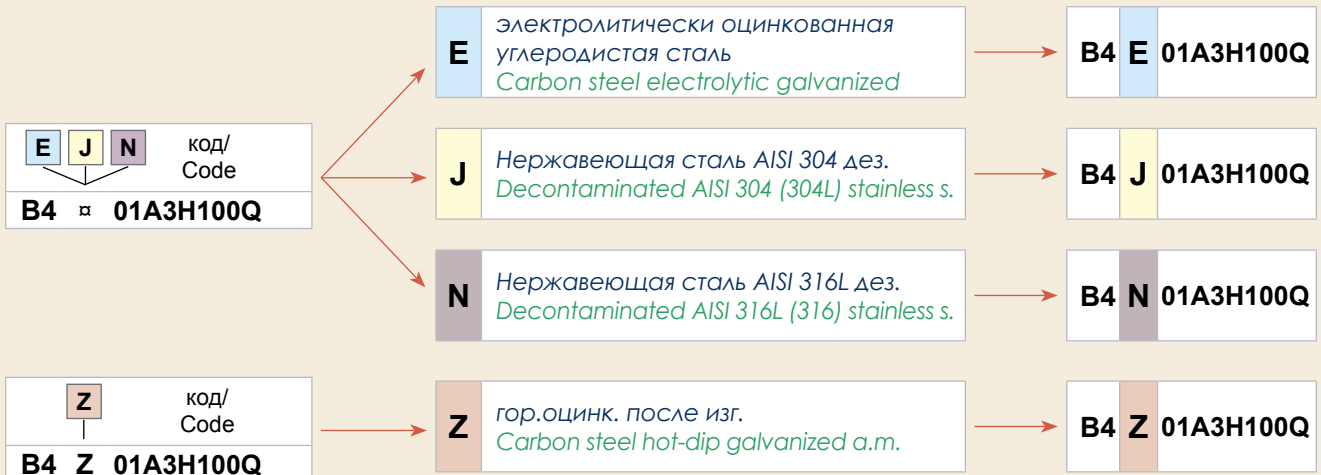 E J N код/
Code
B4 ¤ 01A3H100Q
E
электролитически оцинкованная
углеродистая сталь
Carbon steel electrolytic galvanized
B4 E 01A3H100Q
J
Нержавеющая сталь AISI 304 дез.
Decontaminated AISI 304 (304L) stainless s.
B4 J 01A3H100Q
N
Нержавеющая сталь AISI 316L дез.
Decontaminated AISI 316L (316) stainless s.
B4 N 01A3H100Q
Z код/
Code
B4 Z 01A3H100Q
Z
гор.оцинк. после изг.
Carbon steel hot-dip galvanized a.m.
B4 Z 01A3H100Q